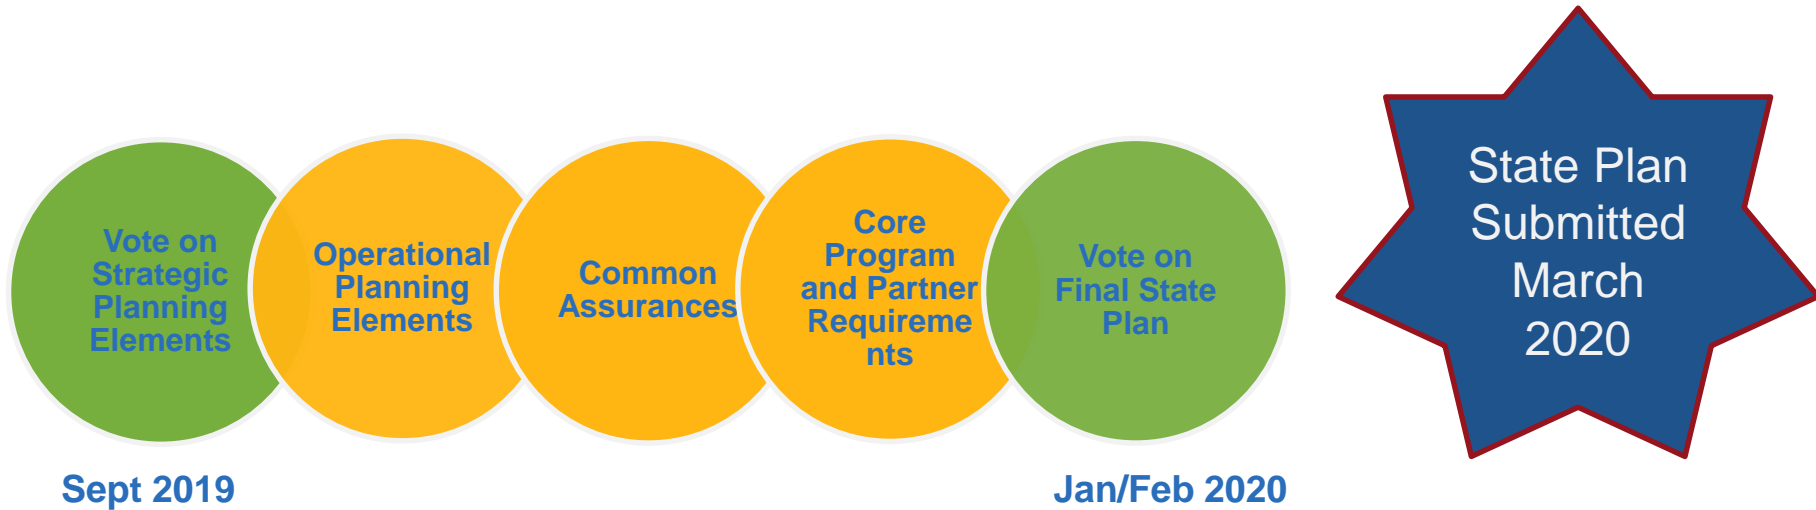 Vote on
Strategic
Planning
Elements
Operational
Planning
Elements
Common
Assurances
Core
Program
and Partner
Requireme
nts
Vote on
Final State
Plan
State Plan
Submitted
March
2020
Sept 2019
Jan/Feb 2020